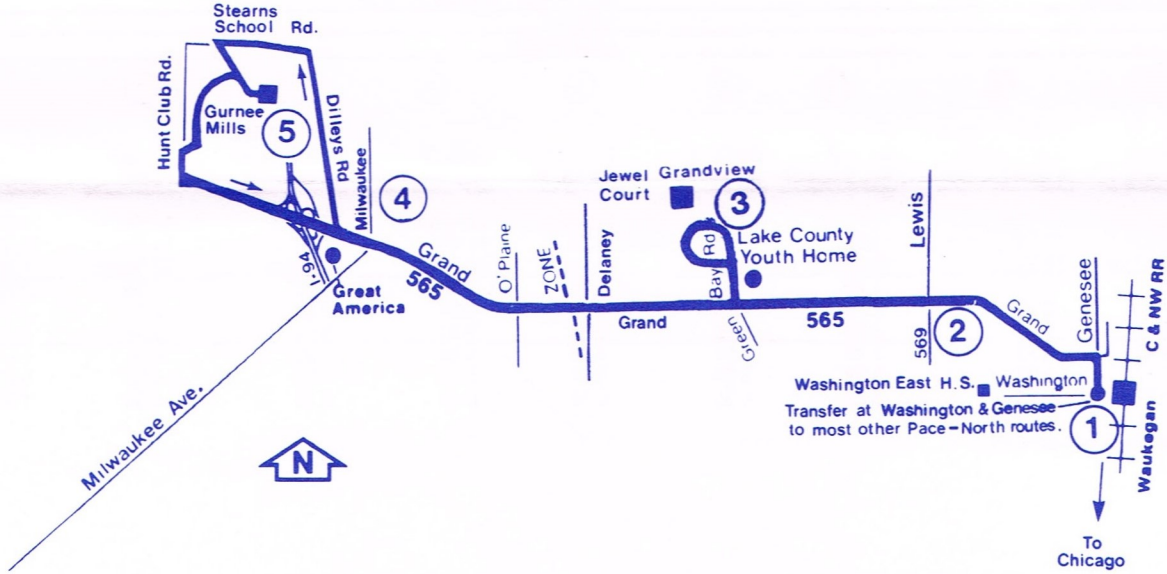 Stearns
School Rd.
Hunt Club Rd.
Gurnee
Mills
5
Dilleys Rd
Milwaukee
4
I-94
Great
America
Grand
565
O'Plaine
ZONE
Delaney
Jewel Grandview
Court
3
Bay Rd
Green
Lake County
Youth Home
Grand
565
Lewis
569
2
Grand
Genesee
C & NW RR
Washington East H.S. Washington
Transfer at Washington & Genesee
to most other Pace-North routes.
1
Waukegan
To
Chicago
Milwaukee Ave.
N